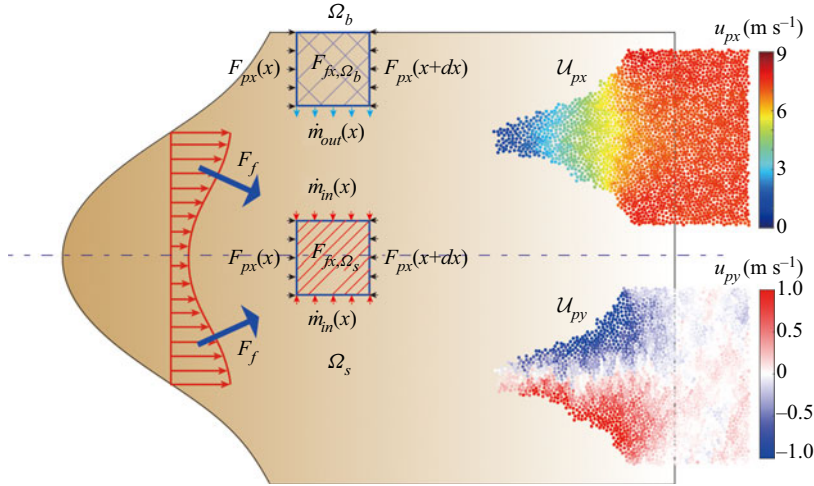 Ω_b
u_px (m s⁻¹)
F_px(x)
F_fx,Ω_b
F_px(x+dx)
𝒰_px
9
6
3
0
ṁ_out(x)
F_f
ṁ_in(x)
F_px(x)
F_fx,Ω_s
F_px(x+dx)
u_py (m s⁻¹)
ṁ_in(x)
𝒰_py
1.0
0.5
0
−0.5
−1.0
F_f
Ω_s